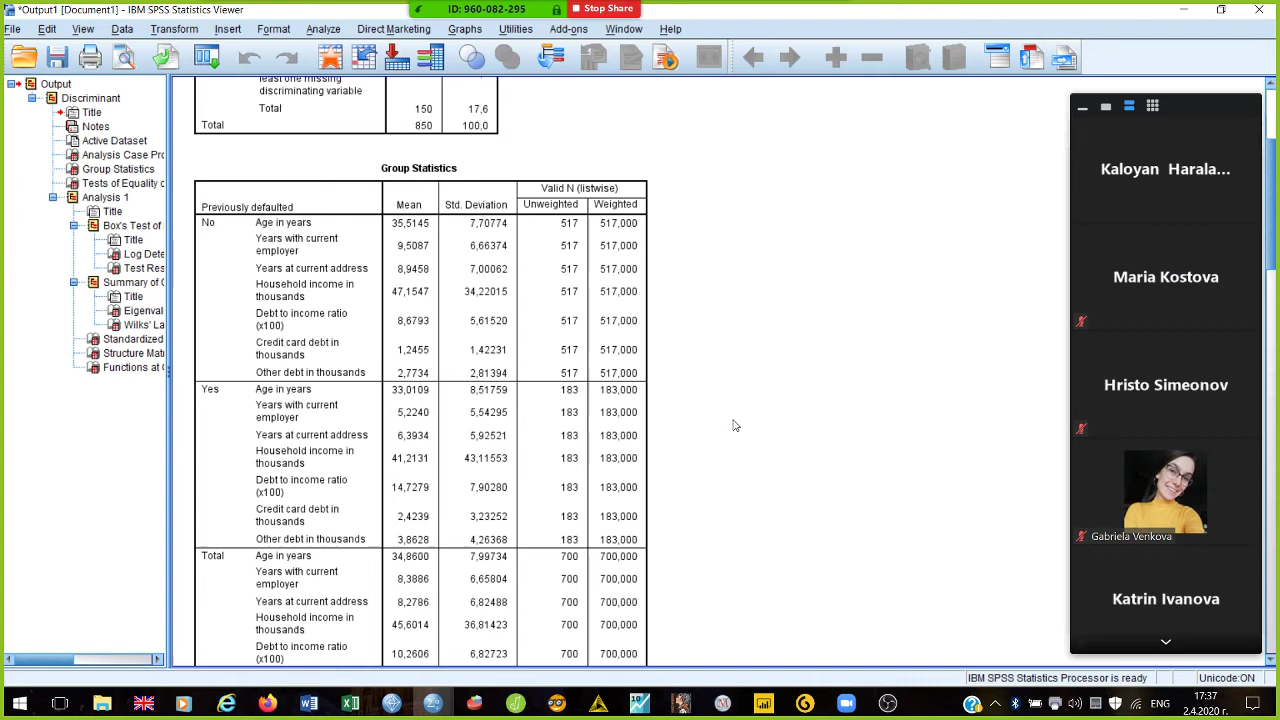 *Output1 [Document1] - IBM SPSS Statistics Viewer
ID: 960-082-295
Stop Share
File Edit View Data Transform Insert Format Analyze Direct Marketing Graphs Utilities Add-ons Window Help
Output
Discriminant
Title
Notes
Active Dataset
Analysis Case Pr
Group Statistics
Tests of Equality o
Analysis 1
Title
Box's Test of
Title
Log Dete
Test Res
Summary of C
Title
Eigenval
Wilks' La
Standardized
Structure Mat
Functions at C
least one missing
discriminating variable
Total 150 17,6
Total 850 100,0
Group Statistics
Previously defaulted Mean Std. Deviation Valid N (listwise)
Unweighted Weighted
No Age in years 35,5145 7,70774 517 517,000
Years with current
employer 9,5087 6,66374 517 517,000
Years at current address 8,9458 7,00062 517 517,000
Household income in
thousands 47,1547 34,22015 517 517,000
Debt to income ratio
(x100) 8,6793 5,61520 517 517,000
Credit card debt in
thousands 1,2455 1,42231 517 517,000
Other debt in thousands 2,7734 2,81394 517 517,000
Yes Age in years 33,0109 8,51759 183 183,000
Years with current
employer 5,2240 5,54295 183 183,000
Years at current address 6,3934 5,92521 183 183,000
Household income in
thousands 41,2131 43,11553 183 183,000
Debt to income ratio
(x100) 14,7279 7,90280 183 183,000
Credit card debt in
thousands 2,4239 3,23252 183 183,000
Other debt in thousands 3,8628 4,26368 183 183,000
Total Age in years 34,8600 7,99734 700 700,000
Years with current
employer 8,3886 6,65804 700 700,000
Years at current address 8,2786 6,82488 700 700,000
Household income in
thousands 45,6014 36,81423 700 700,000
Debt to income ratio
(x100) 10,2606 6,82723 700 700,000
Kaloyan Harala...
Maria Kostova
Hristo Simeonov
Gabriela Venkova
Katrin Ivanova
IBM SPSS Statistics Processor is ready
Unicode:ON
17:37
2.4.2020 г.